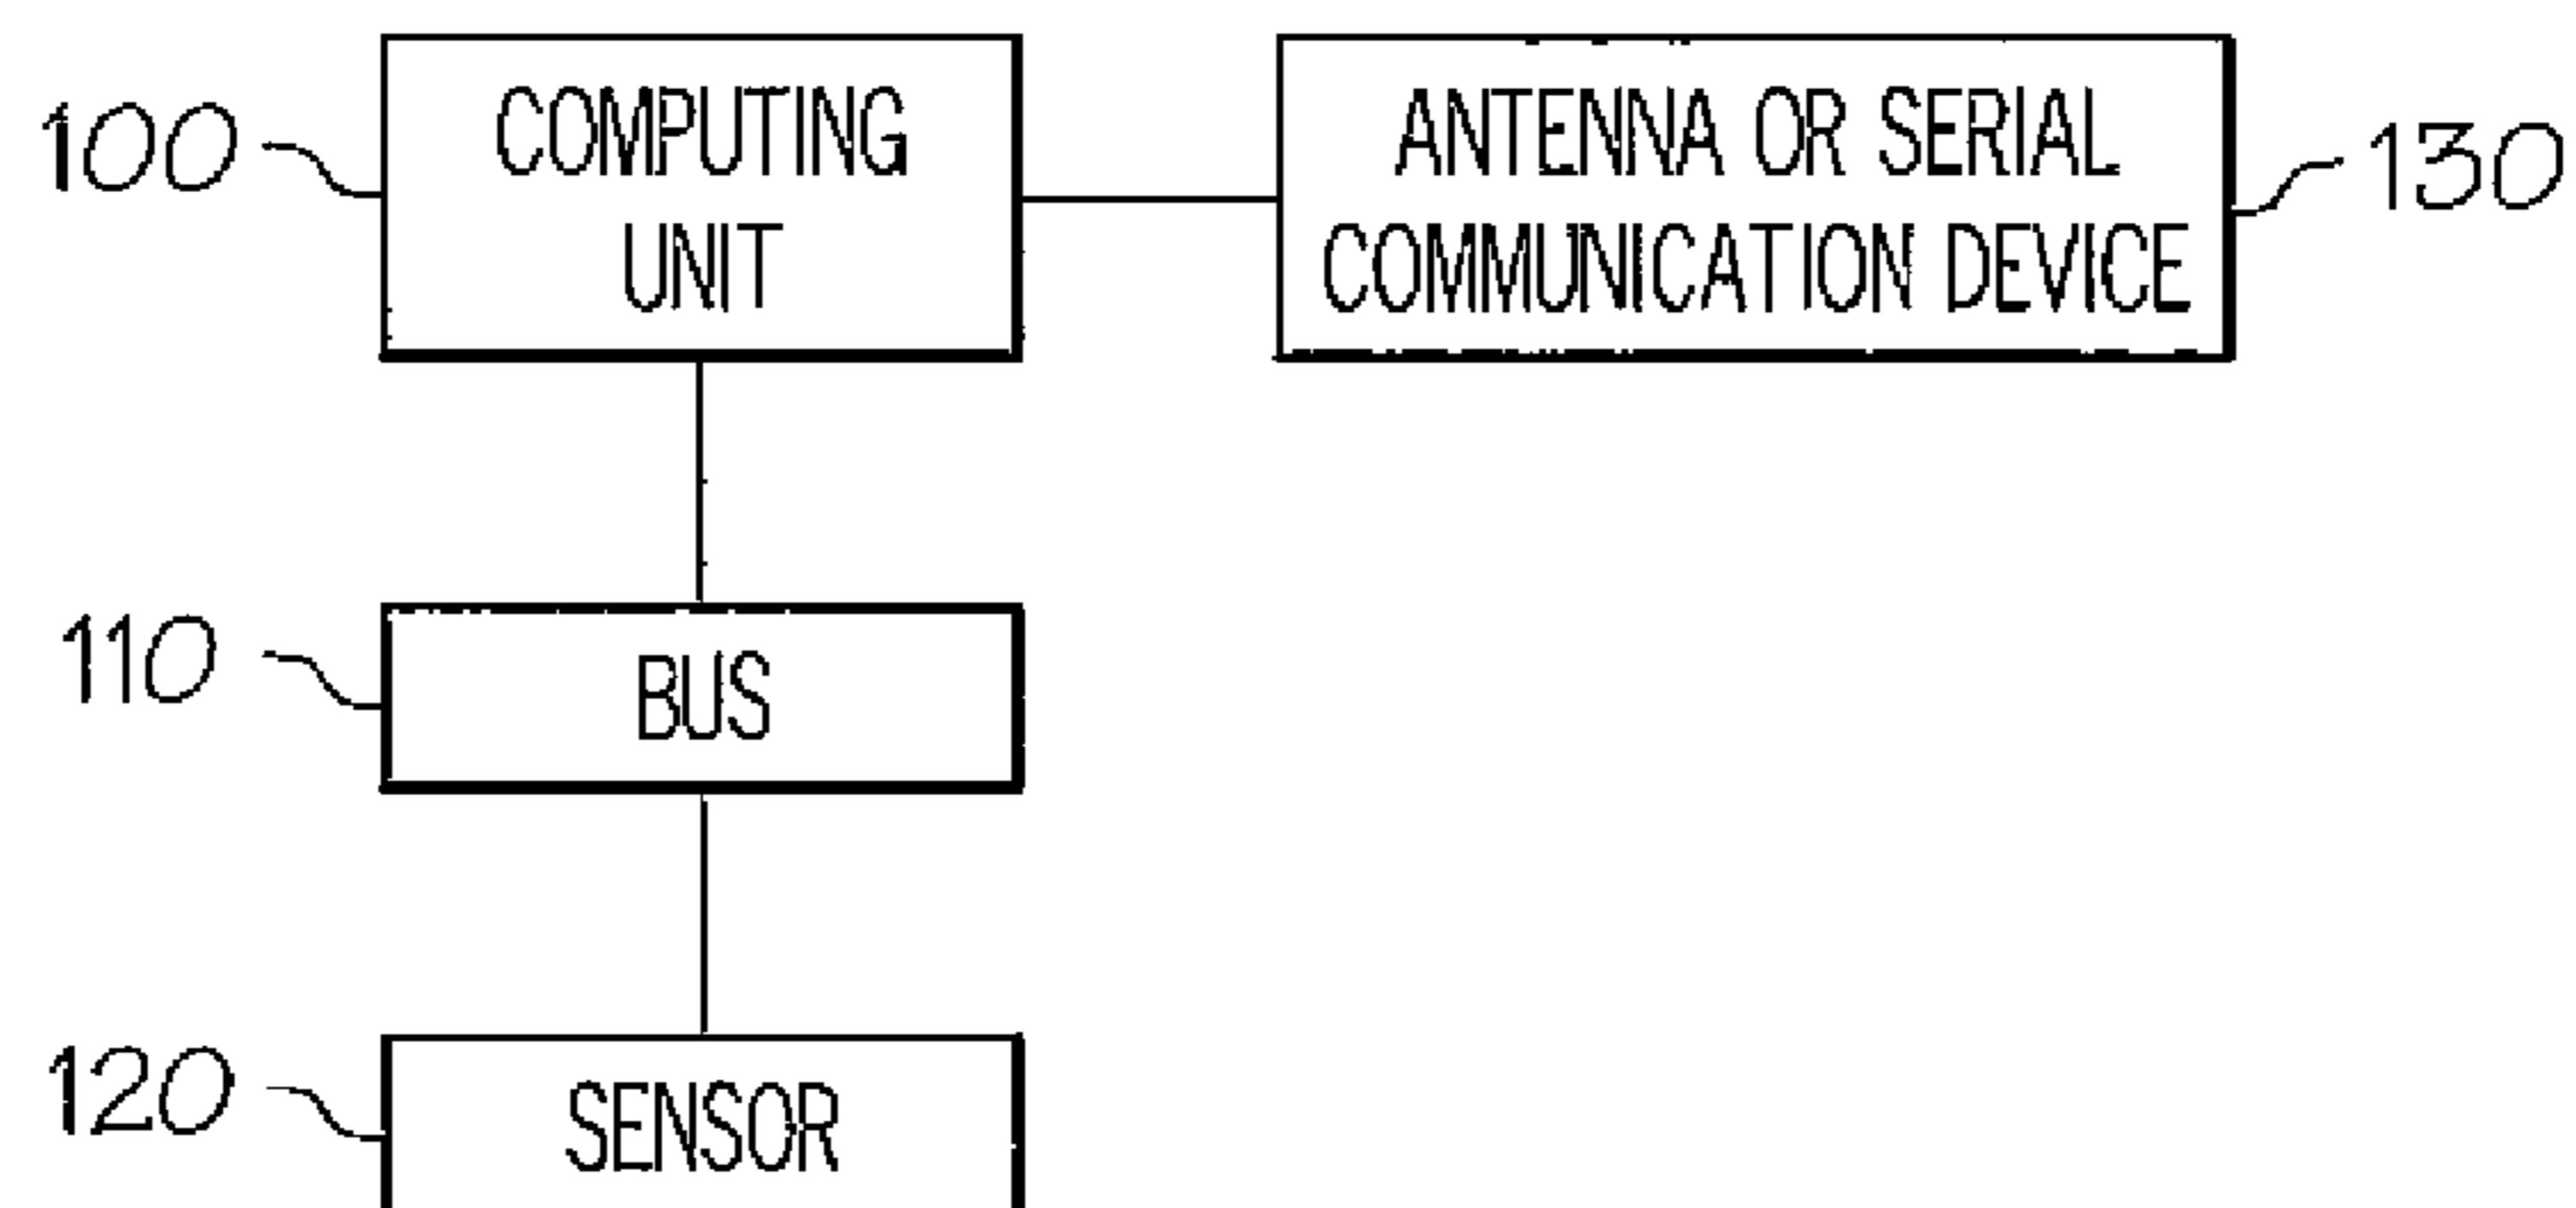 100
COMPUTING
UNIT
ANTENNA OR SERIAL
COMMUNICATION DEVICE
130
110
BUS
120
SENSOR